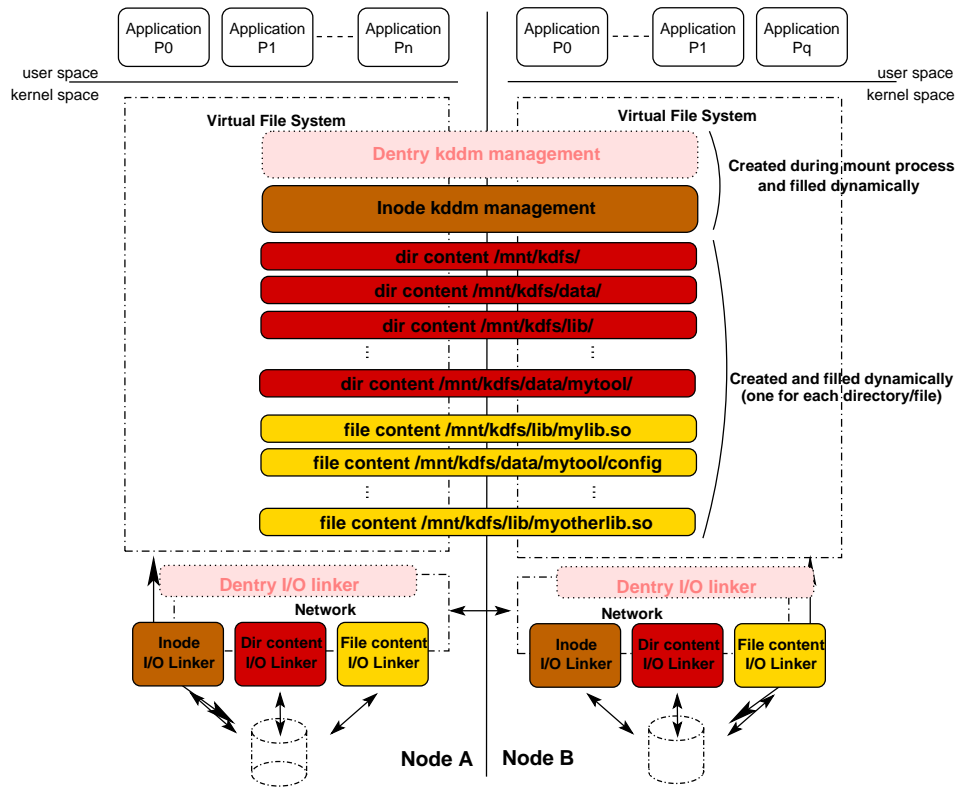 Application
P0
Application
P1
Application
Pn
Application
P0
Application
P1
Application
Pq
user space
kernel space
user space
kernel space
Virtual File System
Virtual File System
Dentry kddm management
Inode kddm management
Created during mount process
and filled dynamically
dir content /mnt/kdfs/
dir content /mnt/kdfs/data/
dir content /mnt/kdfs/lib/
dir content /mnt/kdfs/data/mytool/
file content /mnt/kdfs/lib/mylib.so
file content /mnt/kdfs/data/mytool/config
file content /mnt/kdfs/lib/myotherlib.so
Created and filled dynamically
(one for each directory/file)
Dentry I/O linker
Network
Inode
I/O Linker
Dir content
I/O Linker
File content
I/O Linker
Dentry I/O linker
Network
Inode
I/O Linker
Dir content
I/O Linker
File content
I/O Linker
Node A
Node B